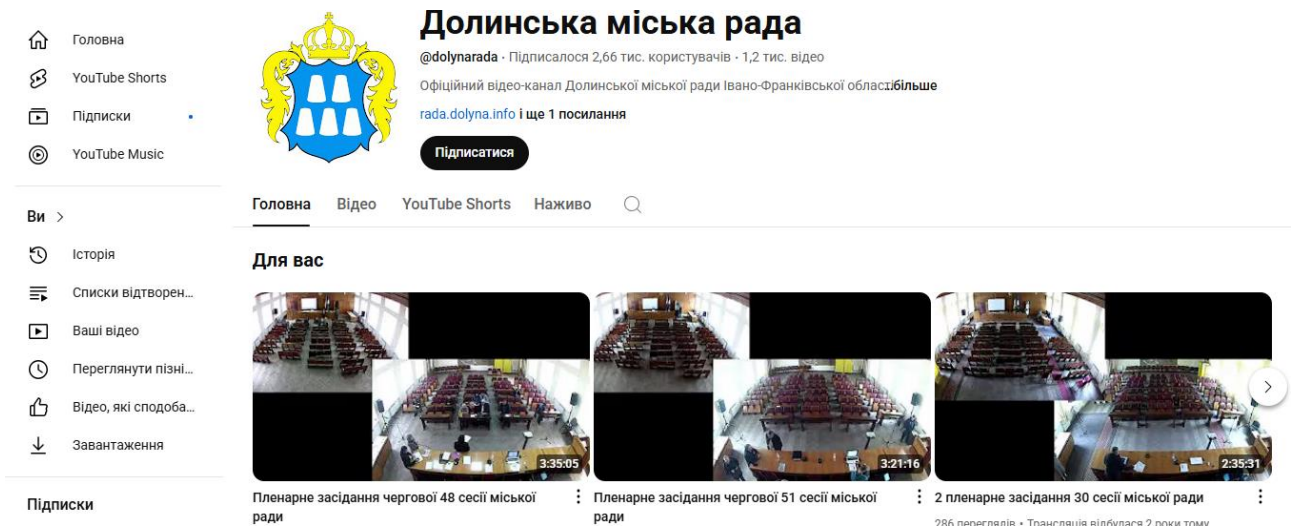 Головна
YouTube Shorts
Підписки
YouTube Music
Ви
Історія
Списки відтворен...
Ваші відео
Переглянути пізні...
Відео, які сподоба...
Завантаження
Підписки
Долинська міська рада
@dolynarada · Підписалося 2,66 тис. користувачів · 1,2 тис. відео
Офіційний відео-канал Долинської міської ради Івано-Франківської област більше
rada.dolyna.info і ще 1 посилання
Підписатися
Головна Відео YouTube Shorts Наживо
Для вас
3:35:05 3:21:16 2:35:31
Пленарне засідання чергової 48 сесії міської ради
Пленарне засідання чергової 51 сесії міської ради
2 пленарне засідання 30 сесії міської ради
286 переглядів • Трансляція відбулася 2 роки тому